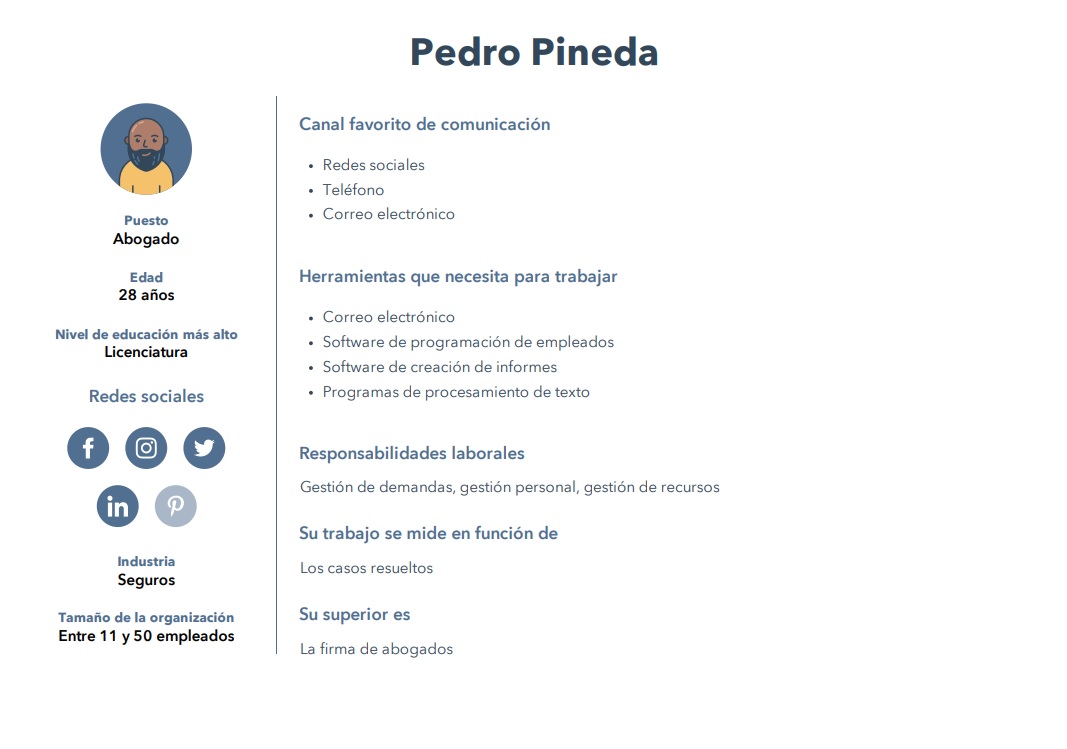 Pedro Pineda
Puesto
Abogado
Edad
28 años
Nivel de educación más alto
Licenciatura
Redes sociales
Industria
Seguros
Tamaño de la organización
Entre 11 y 50 empleados
Canal favorito de comunicación
• Redes sociales
• Teléfono
• Correo electrónico
Herramientas que necesita para trabajar
• Correo electrónico
• Software de programación de empleados
• Software de creación de informes
• Programas de procesamiento de texto
Responsabilidades laborales
Gestión de demandas, gestión personal, gestión de recursos
Su trabajo se mide en función de
Los casos resueltos
Su superior es
La firma de abogados